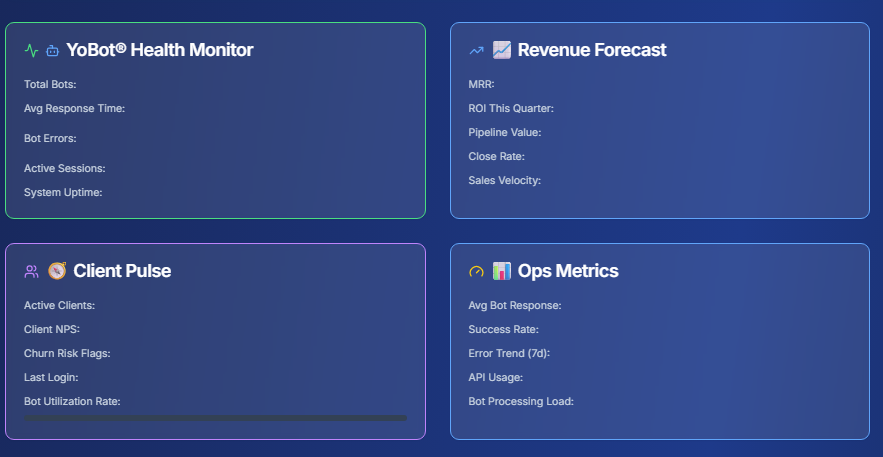 YoBot® Health Monitor
Total Bots:
Avg Response Time:
Bot Errors:
Active Sessions:
System Uptime:
Revenue Forecast
MRR:
ROI This Quarter:
Pipeline Value:
Close Rate:
Sales Velocity:
Client Pulse
Active Clients:
Client NPS:
Churn Risk Flags:
Last Login:
Bot Utilization Rate:
Ops Metrics
Avg Bot Response:
Success Rate:
Error Trend (7d):
API Usage:
Bot Processing Load: